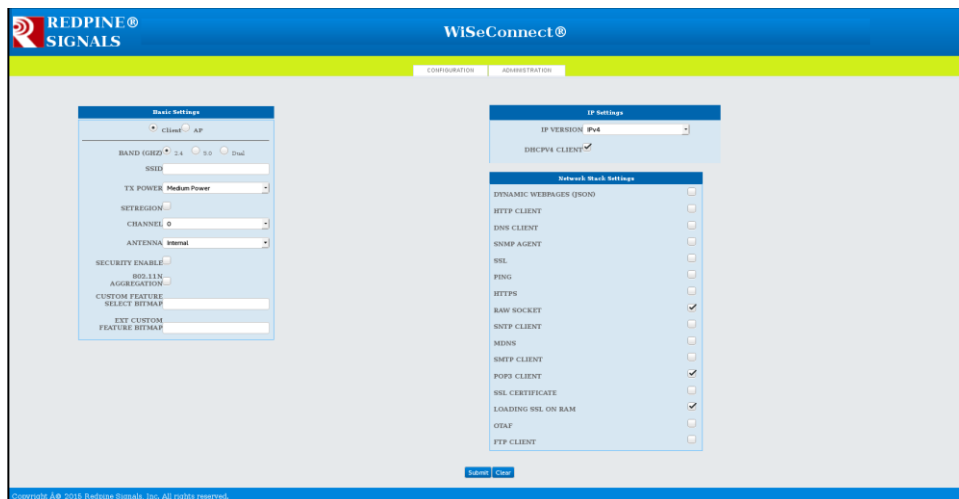 REDPINE®
SIGNALS
WiSeConnect®
CONFIGURATION
ADMINISTRATION
Basic Settings
Client AP
BAND (GHZ) 2.4 5.0 Dual
SSID
TX POWER Medium Power
SETREGION
CHANNEL 0
ANTENNA Internal
SECURITY ENABLE
802.11N
AGGREGATION
CUSTOM FEATURE
SELECT BITMAP
EXT CUSTOM
FEATURE BITMAP
IP Settings
IP VERSION IPv4
DHCPV4 CLIENT
Network Stack Settings
DYNAMIC WEBPAGES (JSON)
HTTP CLIENT
DNS CLIENT
SNMP AGENT
SSL
PING
HTTPS
RAW SOCKET
SNTP CLIENT
MDNS
SMTP CLIENT
POP3 CLIENT
SSL CERTIFICATE
LOADING SSL ON RAM
OTAF
FTP CLIENT
Submit Clear
Copyright Â© 2015 Redpine Signals, Inc. All rights reserved.